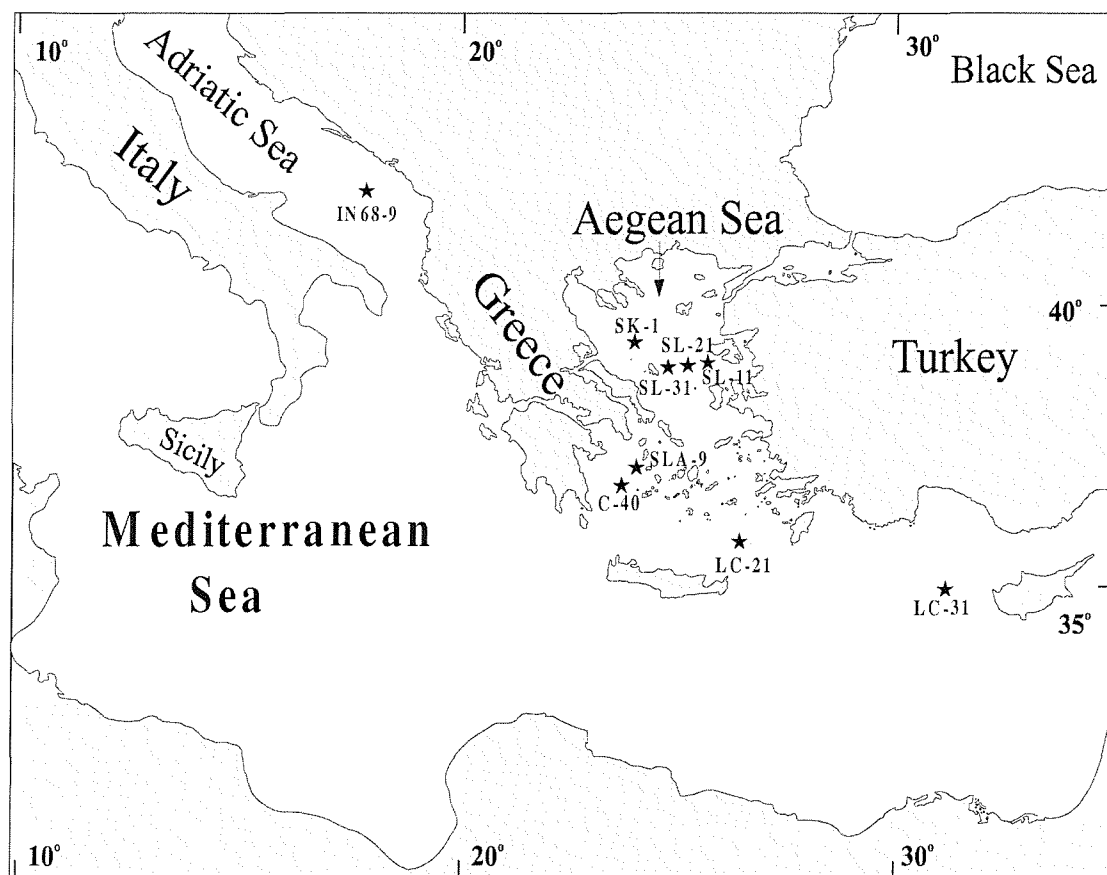 10°
20°
30°
Black Sea
Adriatic Sea
Italy
IN68-9
Aegean Sea
Greece
40°
SK-1
SL-21
Turkey
SL-31
SL-11
Sicily
SLA-9
C-40
Mediterranean
Sea
LC-21
LC-31
35°
10°
20°
30°